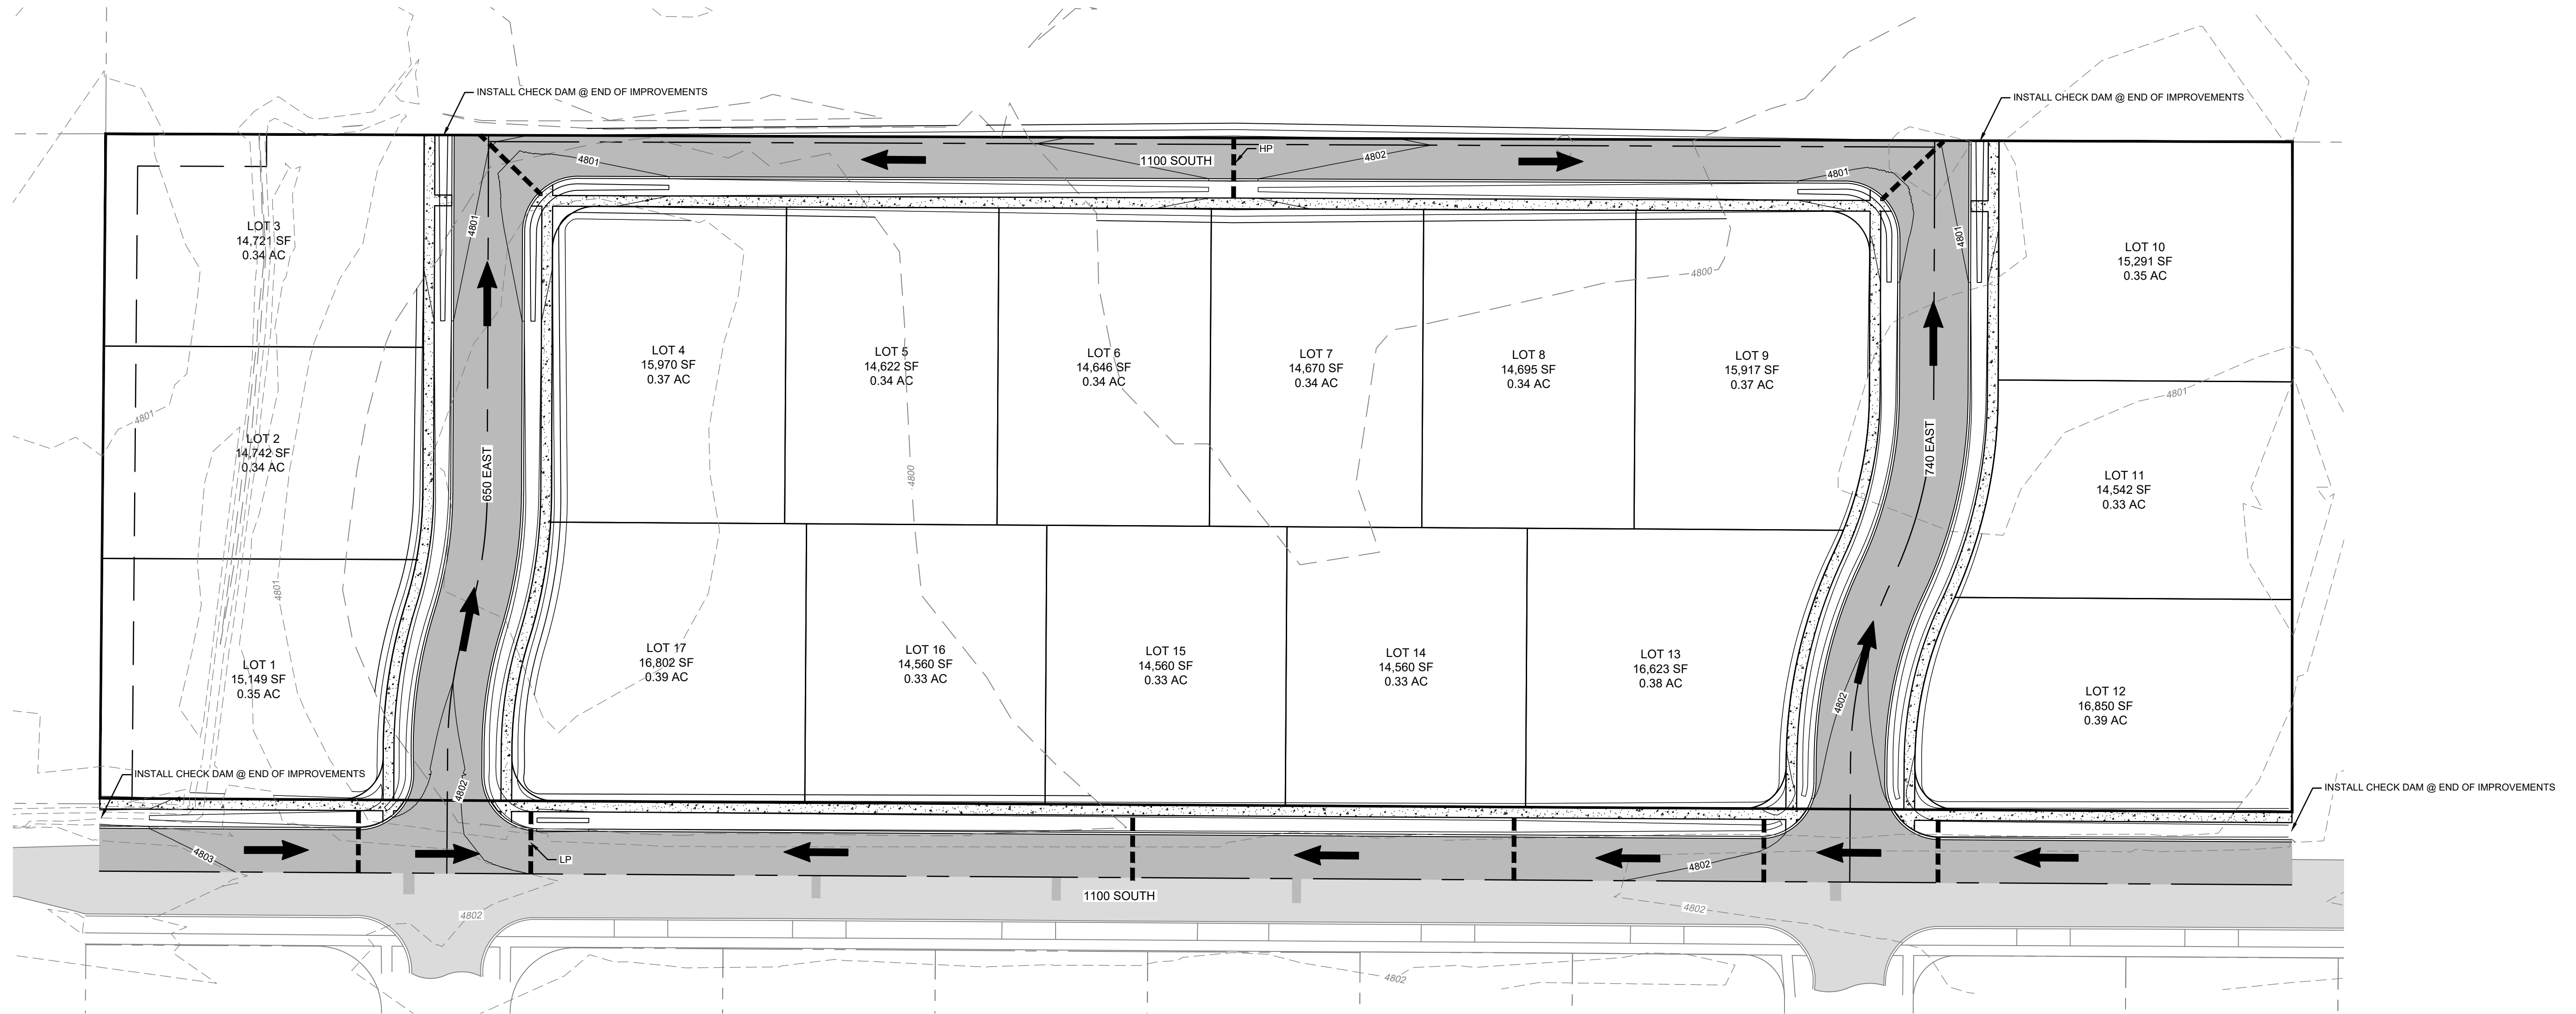 INSTALL CHECK DAM @ END OF IMPROVEMENTS
INSTALL CHECK DAM @ END OF IMPROVEMENTS
4801
1100 SOUTH
HP
4802
4801
4801
4801
LOT 3
14,721 SF
0.34 AC
LOT 10
15,291 SF
0.35 AC
4800
LOT 4
15,970 SF
0.37 AC
LOT 5
14,622 SF
0.34 AC
LOT 6
14,646 SF
0.34 AC
LOT 7
14,670 SF
0.34 AC
LOT 8
14,695 SF
0.34 AC
LOT 9
15,917 SF
0.37 AC
4801
4801
LOT 2
14,742 SF
0.34 AC
650 EAST
4800
740 EAST
LOT 11
14,542 SF
0.33 AC
4801
LOT 1
15,149 SF
0.35 AC
LOT 17
16,802 SF
0.39 AC
LOT 16
14,560 SF
0.33 AC
LOT 15
14,560 SF
0.33 AC
LOT 14
14,560 SF
0.33 AC
LOT 13
16,623 SF
0.38 AC
4802
LOT 12
16,850 SF
0.39 AC
INSTALL CHECK DAM @ END OF IMPROVEMENTS
4802
INSTALL CHECK DAM @ END OF IMPROVEMENTS
4803
LP
4802
1100 SOUTH
4802
4802
4802